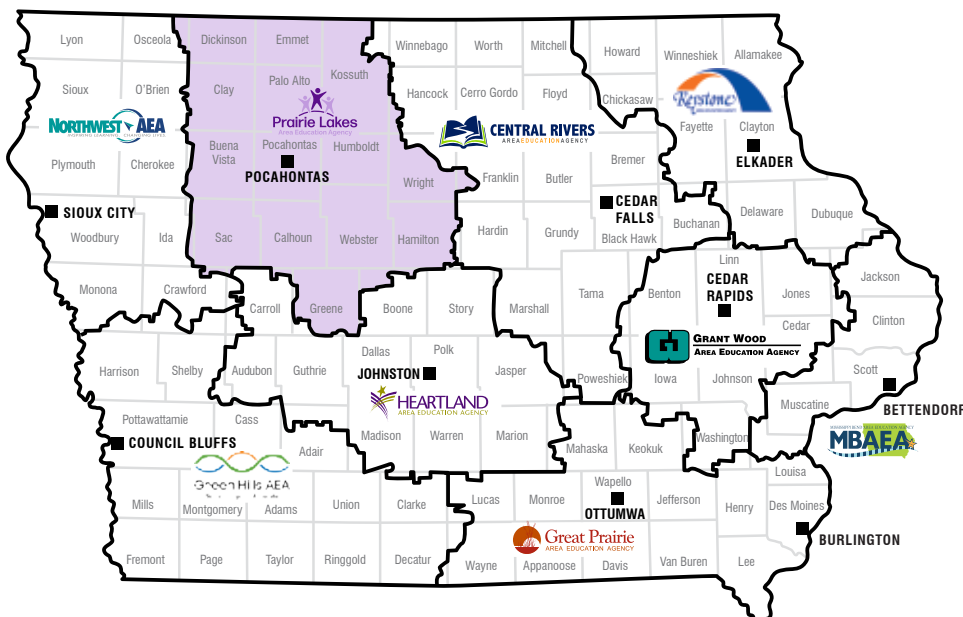 Lyon
Osceola
Dickinson
Emmet
Kossuth
Winnebago
Worth
Mitchell
Howard
Winneshiek
Allamakee
Sioux
O'Brien
Clay
Palo Alto
Hancock
Cerro Gordo
Floyd
Chickasaw
Keystone
NORTHWEST AEA
Prairie Lakes
Area Education Agency
CENTRAL RIVERS
AREA EDUCATION AGENCY
Fayette
Clayton
ELKADER
Plymouth
Cherokee
Buena
Vista
Pocahontas
POCAHONTAS
Humboldt
Wright
Franklin
Butler
Bremer
SIOUX CITY
CEDAR
FALLS
Black Hawk
Buchanan
Delaware
Dubuque
Woodbury
Ida
Sac
Calhoun
Webster
Hamilton
Hardin
Grundy
Monona
Crawford
Carroll
Greene
Boone
Story
Marshall
Tama
Benton
Linn
CEDAR
RAPIDS
Jones
Jackson
Cedar
Clinton
GRANT WOOD
AREA EDUCATION AGENCY
Harrison
Shelby
Audubon
Guthrie
Dallas
Polk
JOHNSTON
Jasper
Poweshiek
Iowa
Johnson
Scott
HEARTLAND
AREA EDUCATION AGENCY
Muscatine
BETTENDORF
MBAEA
Pottawattamie
Cass
COUNCIL BLUFFS
Adair
Madison
Warren
Marion
Mahaska
Keokuk
Washington
Louisa
Green Hills AEA
Mills
Montgomery
Adams
Union
Clarke
Lucas
Monroe
Wapello
OTTUMWA
Jefferson
Henry
Des Moines
BURLINGTON
Great Prairie
AREA EDUCATION AGENCY
Fremont
Page
Taylor
Ringgold
Decatur
Wayne
Appanoose
Davis
Van Buren
Lee